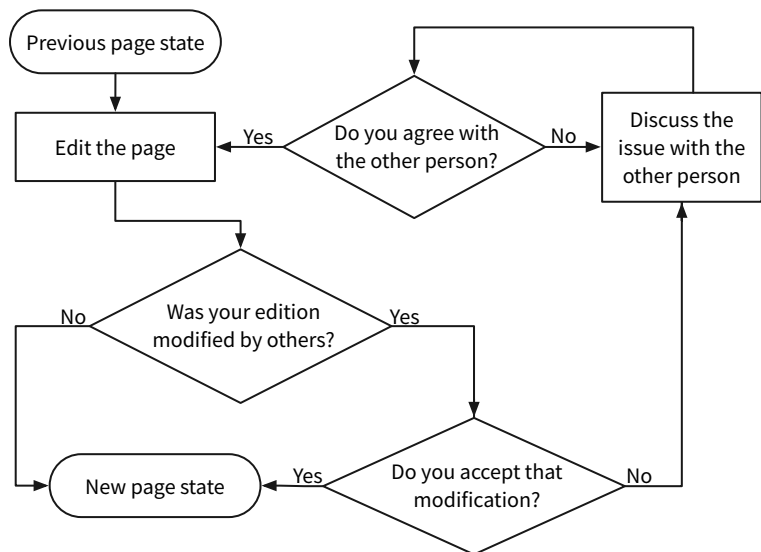 Previous page state
Edit the page
Yes
Do you agree with
the other person?
No
Discuss the
issue with the
other person
No
Was your edition
modified by others?
Yes
New page state
Yes
Do you accept that
modification?
No